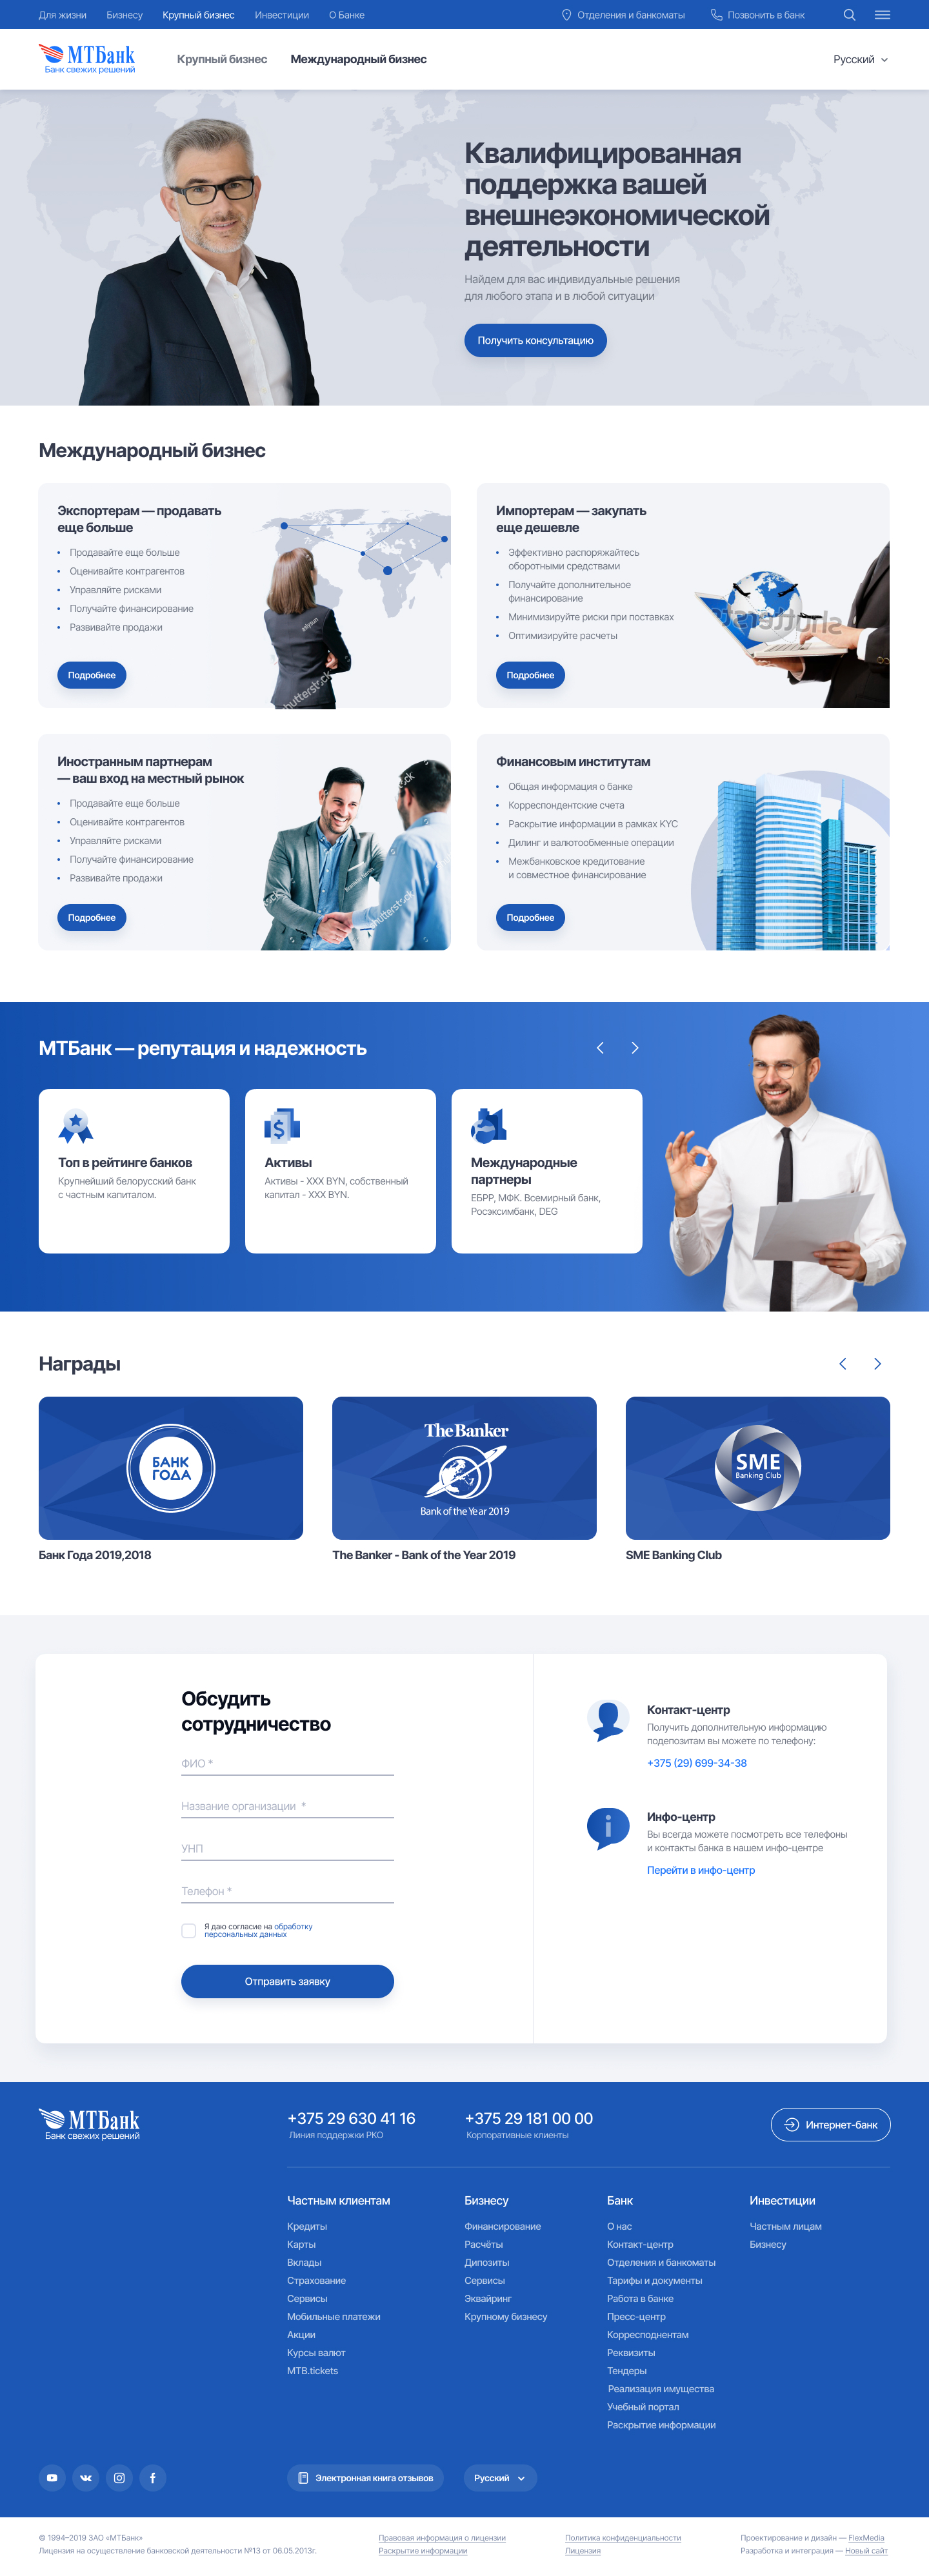 Для жизни
Бизнесу
Крупный бизнес
Инвестиции
О Банке
Отделения и банкоматы
Позвонить в банк
МТБанк
Банк свежих решений
Крупный бизнес
Международный бизнес
Русский
Квалифицированная
поддержка вашей
внешнеэкономической
деятельности
Найдем для вас индивидуальные решения
для любого этапа и в любой ситуации
Получить консультацию
Международный бизнес
Экспортерам — продавать
еще больше
Продавайте еще больше
Оценивайте контрагентов
Управляйте рисками
Получайте финансирование
Развивайте продажи
Подробнее
Импортерам — закупать
еще дешевле
Эффективно распоряжайтесь
оборотными средствами
Получайте дополнительное
финансирование
Минимизируйте риски при поставках
Оптимизируйте расчеты
Подробнее
Иностранным партнерам
— ваш вход на местный рынок
Продавайте еще больше
Оценивайте контрагентов
Управляйте рисками
Получайте финансирование
Развивайте продажи
Подробнее
Финансовым институтам
Общая информация о банке
Корреспондентские счета
Раскрытие информации в рамках KYC
Дилинг и валютообменные операции
Межбанковское кредитование
и совместное финансирование
Подробнее
МТБанк — репутация и надежность
Топ в рейтинге банков
Крупнейший белорусский банк
с частным капиталом.
Активы
Активы - XXX BYN, собственный
капитал - XXX BYN.
Международные
партнеры
ЕБРР, МФК. Всемирный банк,
Росэксимбанк, DEG
Награды
БАНК
ГОДА
The Banker
Bank of the Year 2019
SME
Banking Club
Банк Года 2019,2018
The Banker - Bank of the Year 2019
SME Banking Club
Обсудить
сотрудничество
ФИО *
Название организации *
УНП
Телефон *
Я даю согласие на обработку
персональных данных
Отправить заявку
Контакт-центр
Получить дополнительную информацию
подепозитам вы можете по телефону:
+375 (29) 699-34-38
Инфо-центр
Вы всегда можете посмотреть все телефоны
и контакты банка в нашем инфо-центре
Перейти в инфо-центр
МТБанк
Банк свежих решений
+375 29 630 41 16
Линия поддержки РКО
+375 29 181 00 00
Корпоративные клиенты
Интернет-банк
Частным клиентам
Кредиты
Карты
Вклады
Страхование
Сервисы
Мобильные платежи
Акции
Курсы валют
MTB.tickets
Бизнесу
Финансирование
Расчёты
Дипозиты
Сервисы
Эквайринг
Крупному бизнесу
Банк
О нас
Контакт-центр
Отделения и банкоматы
Тарифы и документы
Работа в банке
Пресс-центр
Корресподнентам
Реквизиты
Тендеры
Реализация имущества
Учебный портал
Раскрытие информации
Инвестиции
Частным лицам
Бизнесу
Электронная книга отзывов
Русский
© 1994–2019 ЗАО «МТБанк»
Лицензия на осуществление банковской деятельности №13 от 06.05.2013г.
Правовая информация о лицензии
Раскрытие информации
Политика конфиденциальности
Лицензия
Проектирование и дизайн — FlexMedia
Разработка и интеграция — Новый сайт